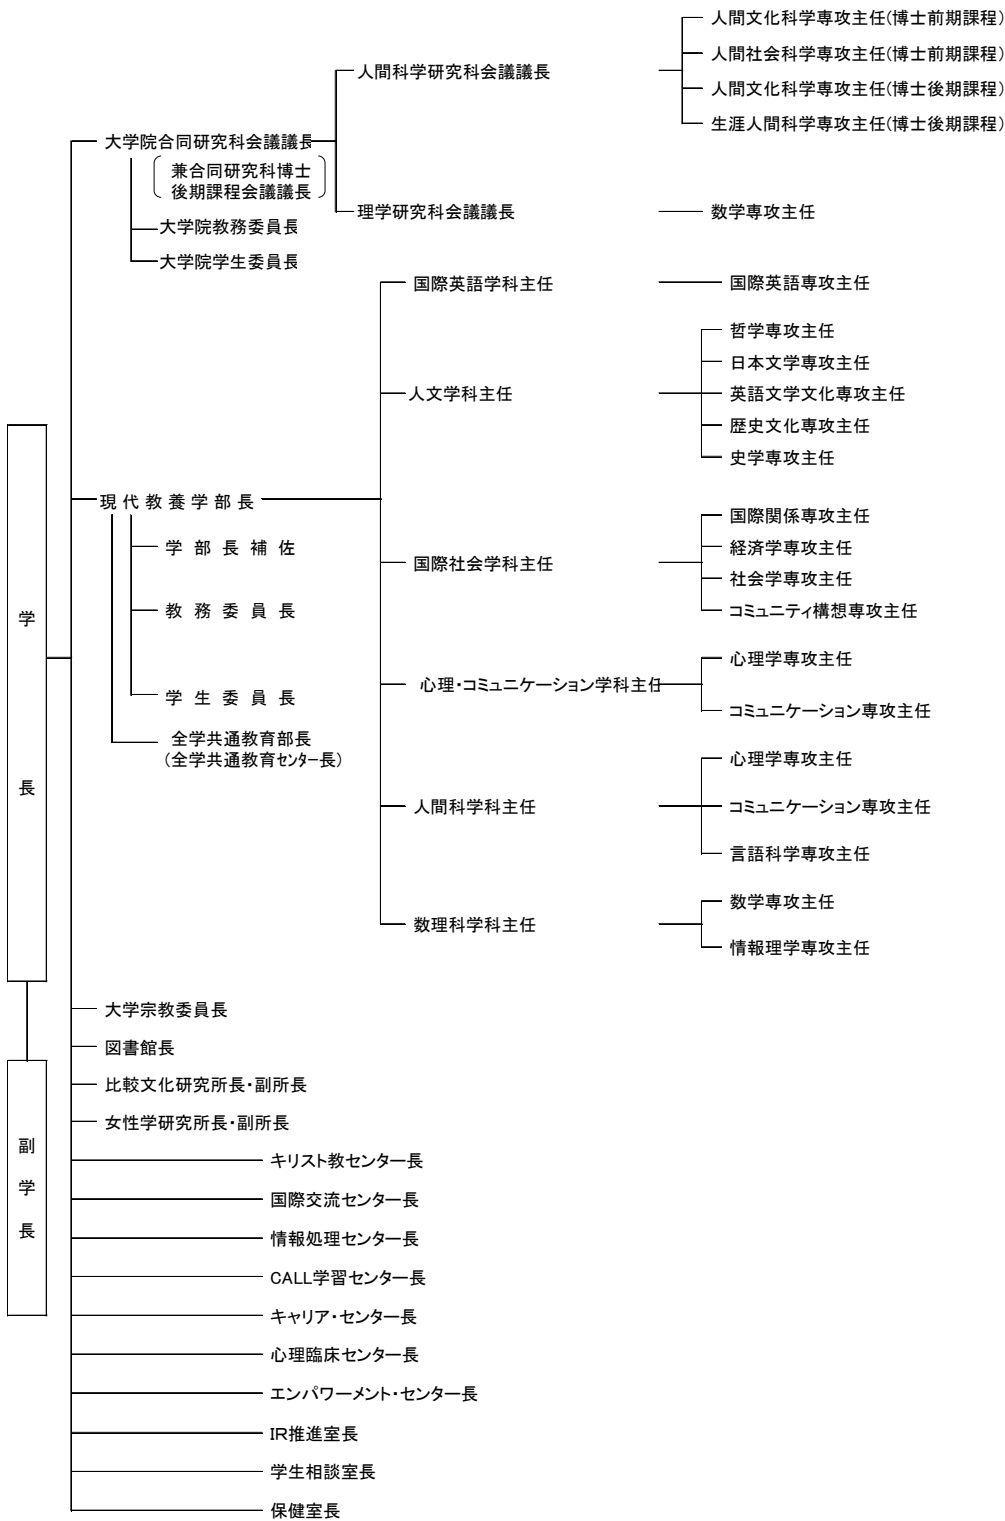 学長
副学長
大学院合同研究科会議議長
兼合同研究科博士
後期課程会議議長
大学院教務委員長
大学院学生委員長
人間科学研究科会議議長
人間文化科学専攻主任(博士前期課程)
人間社会科学専攻主任(博士前期課程)
人間文化科学専攻主任(博士後期課程)
生涯人間科学専攻主任(博士後期課程)
理学研究科会議議長
数学専攻主任
現代教養学部長
学部長補佐
教務委員長
学生委員長
全学共通教育部長
(全学共通教育センター長)
国際英語学科主任
国際英語専攻主任
人文学科主任
哲学専攻主任
日本文学専攻主任
英語文学文化専攻主任
歴史文化専攻主任
史学専攻主任
国際社会学科主任
国際関係専攻主任
経済学専攻主任
社会学専攻主任
コミュニティ構想専攻主任
心理・コミュニケーション学科主任
心理学専攻主任
コミュニケーション専攻主任
人間科学科主任
心理学専攻主任
コミュニケーション専攻主任
言語科学専攻主任
数理科学科主任
数学専攻主任
情報理学専攻主任
大学宗教委員長
図書館長
比較文化研究所長・副所長
女性学研究所長・副所長
キリスト教センター長
国際交流センター長
情報処理センター長
CALL学習センター長
キャリア・センター長
心理臨床センター長
エンパワーメント・センター長
IR推進室長
学生相談室長
保健室長